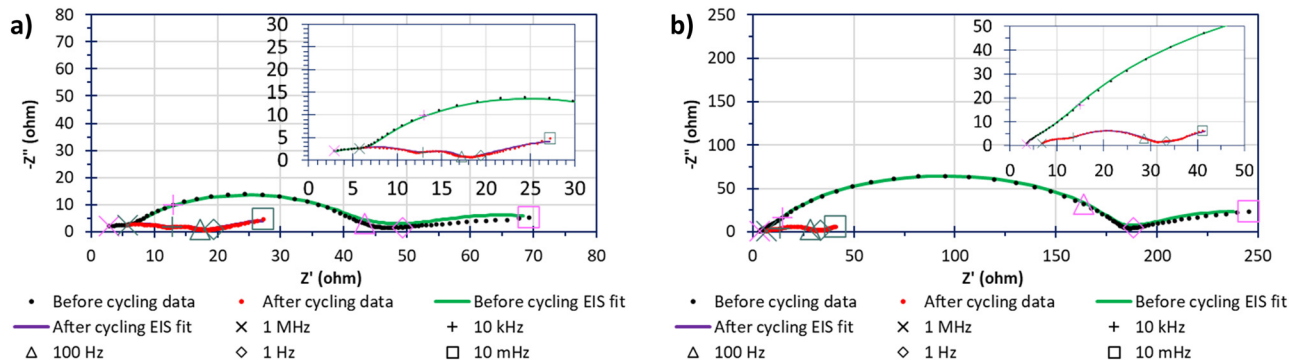 a)
80
70
60
50
40
30
20
10
0
-Z" (ohm)
0 10 20 30 40 50 60 70 80
Z' (ohm)
30
25
20
15
10
5
0
0 5 10 15 20 25 30
• Before cycling data • After cycling data Before cycling EIS fit
After cycling EIS fit × 1 MHz + 10 kHz
△ 100 Hz ◇ 1 Hz □ 10 mHz
b)
250
200
150
100
50
0
-Z" (ohm)
0 50 100 150 200 250
Z' (ohm)
50
40
30
20
10
0
0 10 20 30 40 50
• Before cycling data • After cycling data Before cycling EIS fit
After cycling EIS fit × 1 MHz + 10 kHz
△ 100 Hz ◇ 1 Hz □ 10 mHz